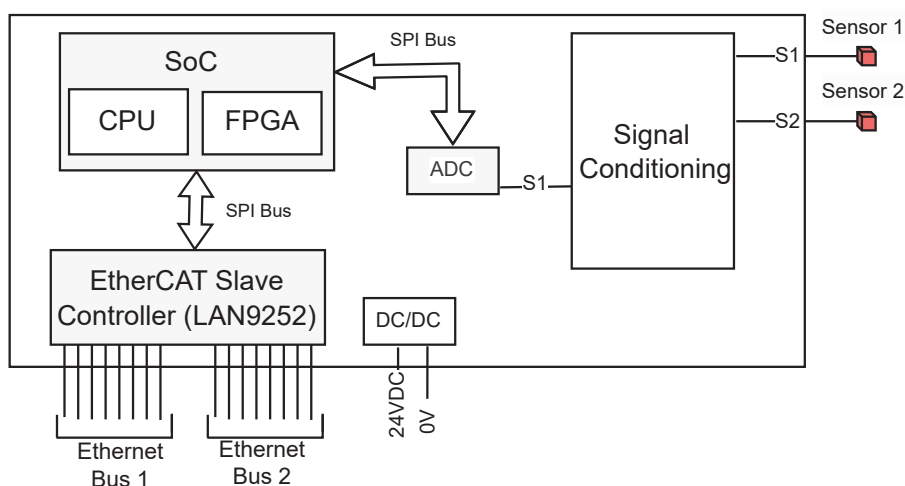 Sensor 1
SPI Bus
SoC
S1
CPU
FPGA
Sensor 2
S2
Signal
Conditioning
ADC
S1
SPI Bus
EtherCAT Slave
Controller (LAN9252)
DC/DC
24VDC
0V
Ethernet
Bus 1
Ethernet
Bus 2